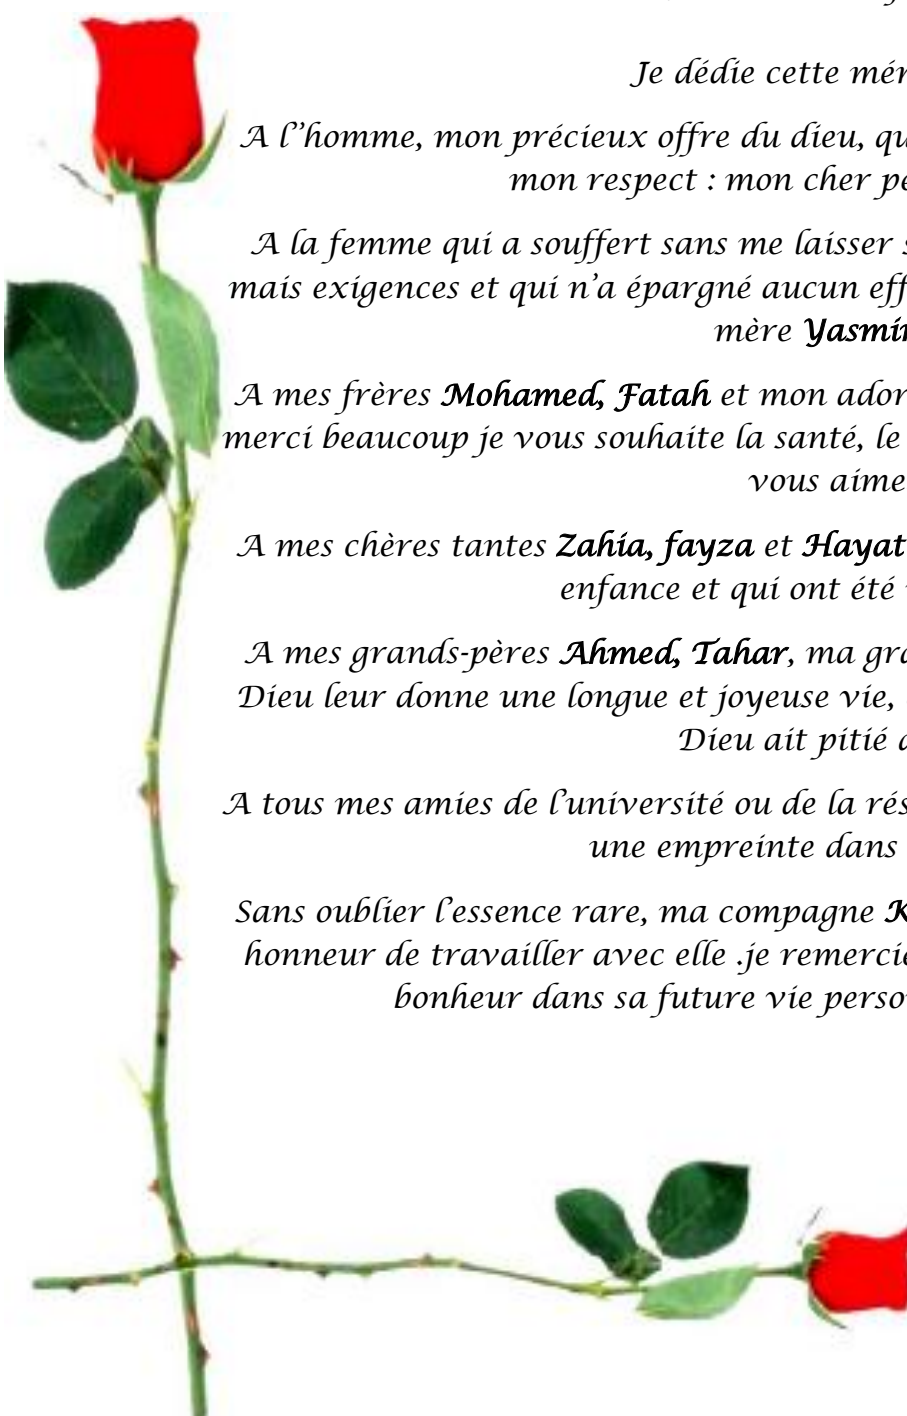 Je dédie cette mém
A l’’homme, mon précieux offre du dieu, qu
mon respect : mon cher pè
A la femme qui a souffert sans me laisser s
mais exigences et qui n’a épargné aucun eff
mère Yasmin
A mes frères Mohamed, Fatah et mon ador
merci beaucoup je vous souhaite la santé, le
vous aime
A mes chères tantes Zahia, fayza et Hayat
enfance et qui ont été
A mes grands-pères Ahmed, Tahar, ma gra
Dieu leur donne une longue et joyeuse vie,
Dieu ait pitié d
A tous mes amies de l’université ou de la rés
une empreinte dans
Sans oublier l’essence rare, ma compagne K
honneur de travailler avec elle .je remercie
bonheur dans sa future vie perso